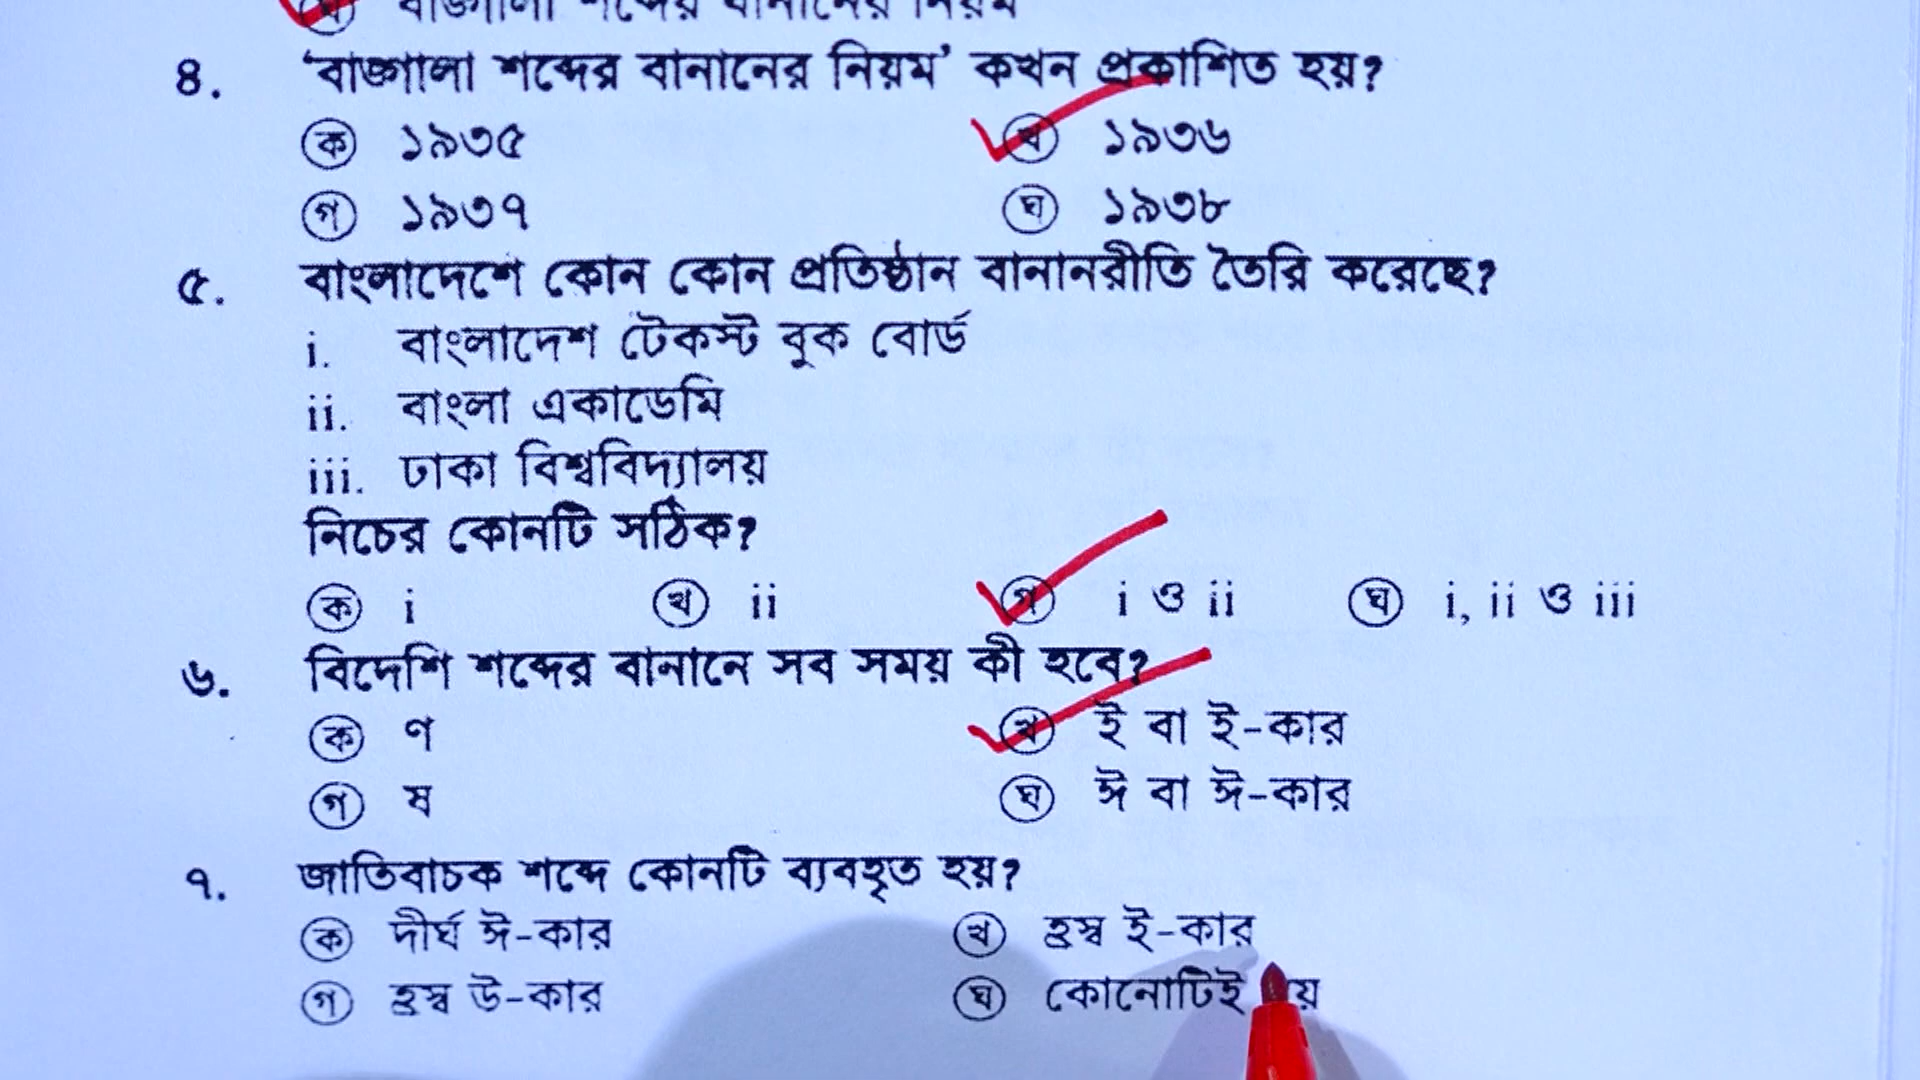 বাঙ্গালা শব্দের বানানের নিয়ম
৪. ‘বাঙ্গালা শব্দের বানানের নিয়ম’ কখন প্রকাশিত হয়?
ক ১৯৩৫ খ ১৯৩৬
গ ১৯৩৭ ঘ ১৯৩৮
৫. বাংলাদেশে কোন কোন প্রতিষ্ঠান বানানরীতি তৈরি করেছে?
i. বাংলাদেশ টেকস্ট বুক বোর্ড
ii. বাংলা একাডেমি
iii. ঢাকা বিশ্ববিদ্যালয়
নিচের কোনটি সঠিক?
ক i খ ii গ i ও ii ঘ i, ii ও iii
৬. বিদেশি শব্দের বানানে সব সময় কী হবে?
ক ণ খ ই বা ই-কার
গ ষ ঘ ঈ বা ঈ-কার
৭. জাতিবাচক শব্দে কোনটি ব্যবহৃত হয়?
ক দীর্ঘ ঈ-কার খ হ্রস্ব ই-কার
গ হ্রস্ব উ-কার ঘ কোনোটিই